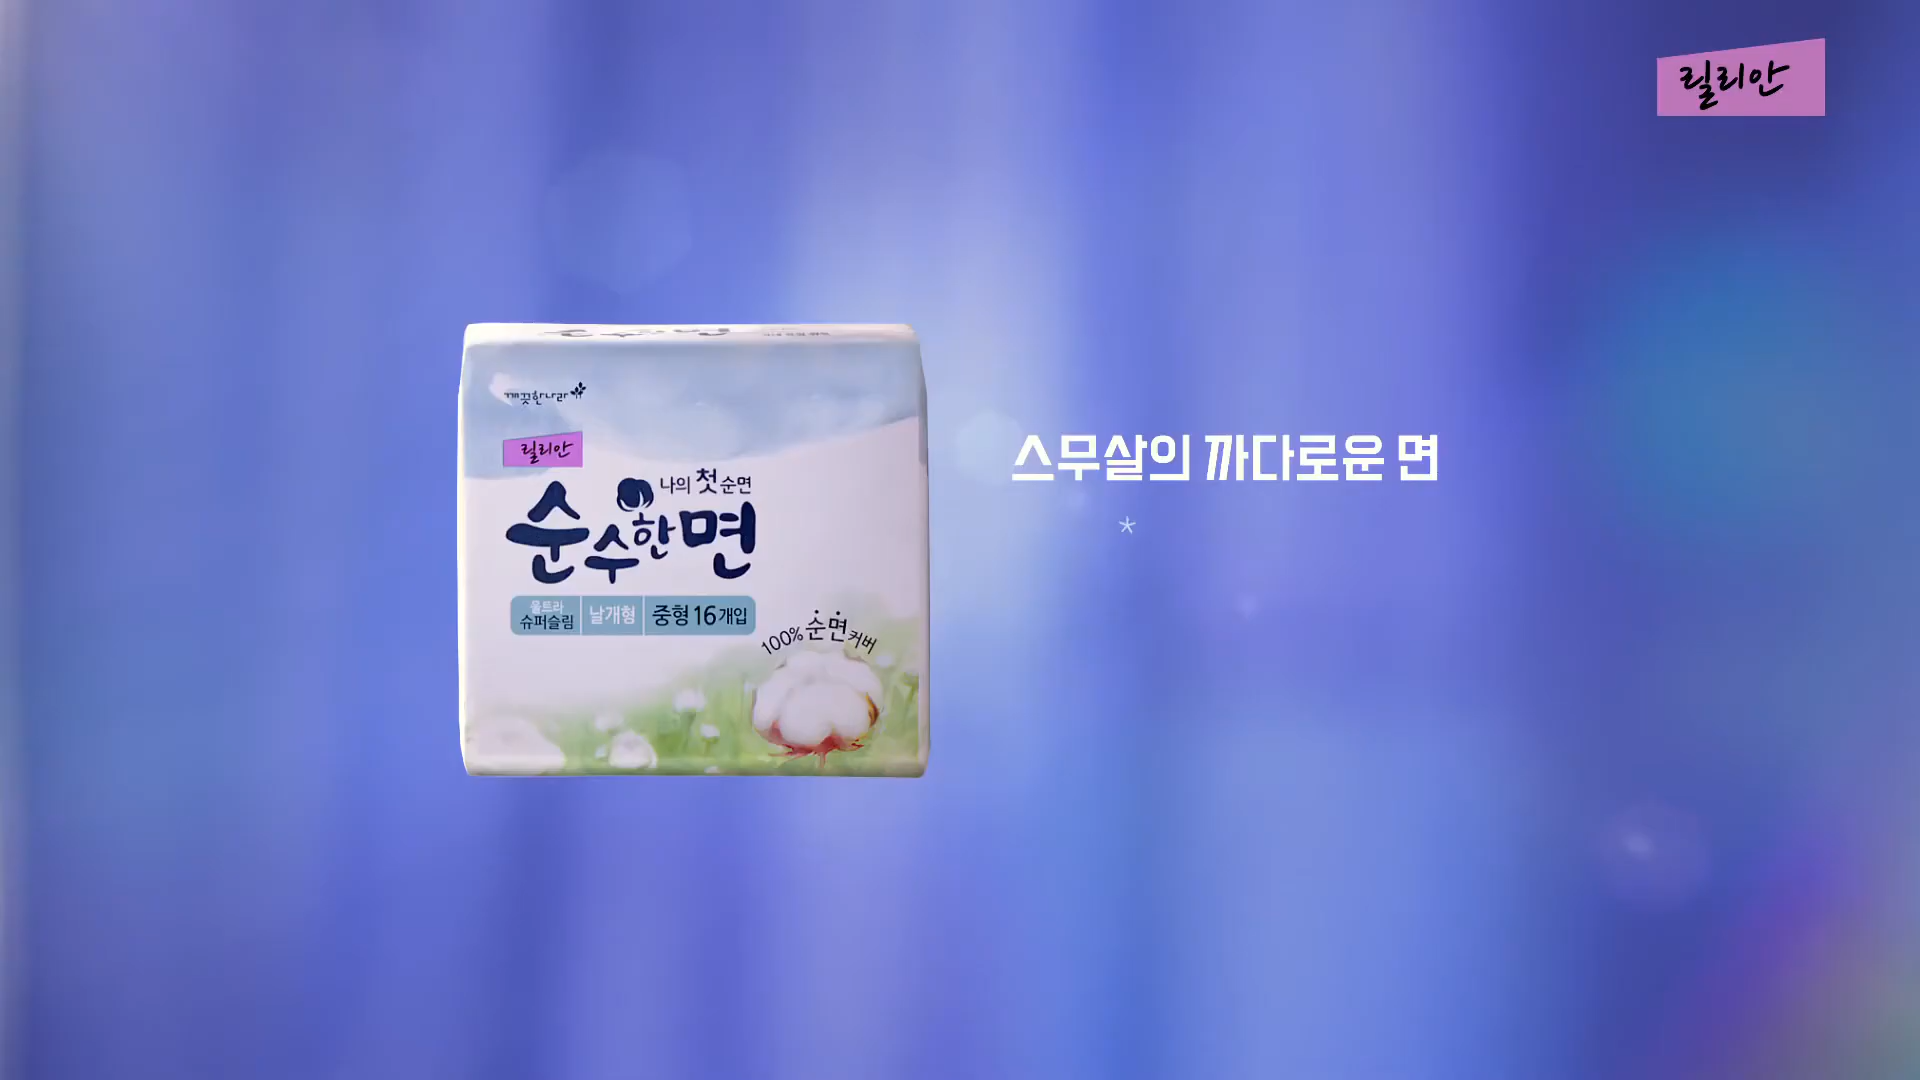 릴리안
스무살의 까다로운 면
*
깨끗한나라
릴리안
나의 첫 순면
순수한면
울트라 슈퍼슬림 날개형 중형 16개입
100% 순면 커버